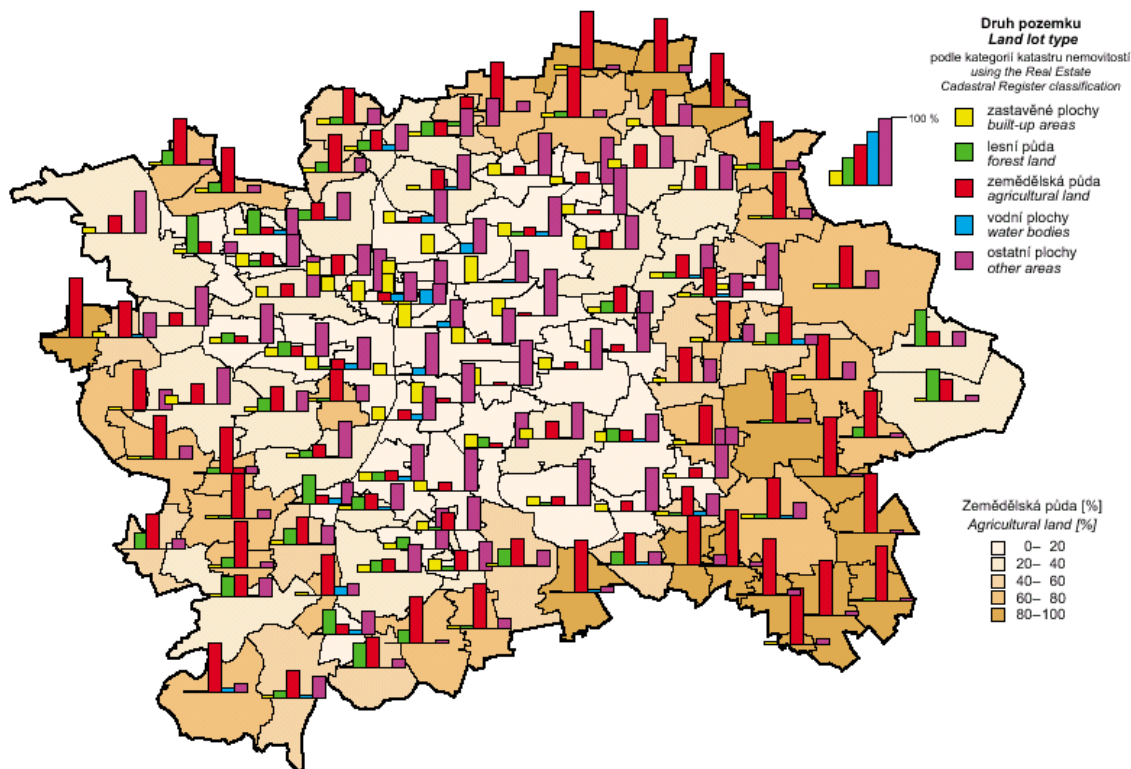 Druh pozemku
Land lot type
podle kategorií katastru nemovitostí
using the Real Estate
Cadastral Register classification
100 %
zastavěné plochy
built-up areas
lesní půda
forest land
zemědělská půda
agricultural land
vodní plochy
water bodies
ostatní plochy
other areas
Zemědělská půda [%]
Agricultural land [%]
0– 20
20– 40
40– 60
60– 80
80–100